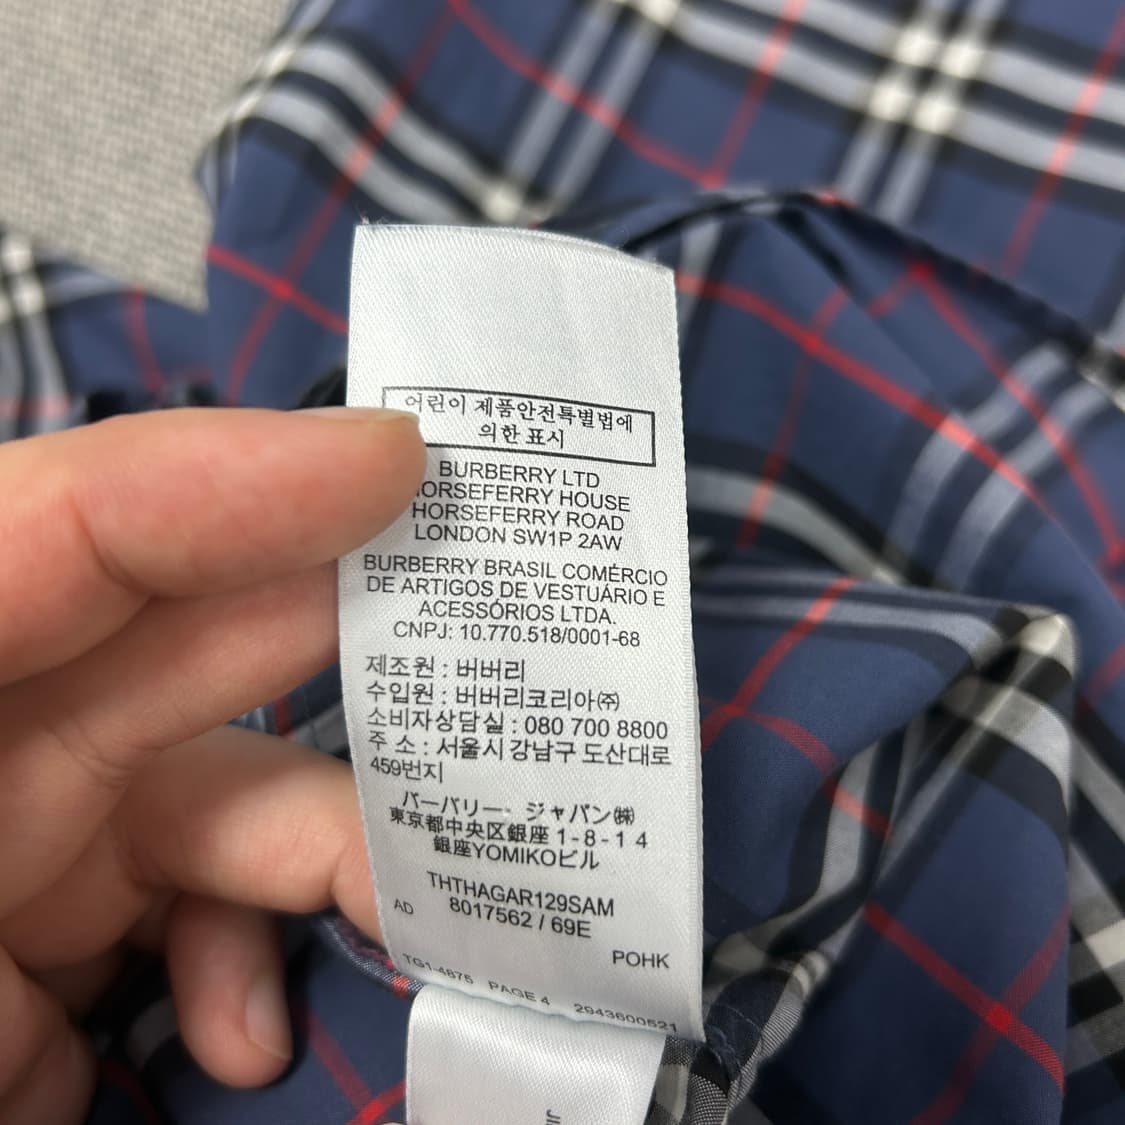 어린이 제품안전특별법에
의한 표시
BURBERRY LTD
HORSEFERRY HOUSE
HORSEFERRY ROAD
LONDON SW1P 2AW
BURBERRY BRASIL COMÉRCIO
DE ARTIGOS DE VESTUÁRIO E
ACESSÓRIOS LTDA.
CNPJ: 10.770.518/0001-68
제조원 : 버버리
수입원 : 버버리코리아㈜
소비자상담실 : 080 700 8800
주 소 : 서울시 강남구 도산대로
459번지
バーバリー・ジャパン㈱
東京都中央区銀座 1-8-14
銀座YOMIKOビル
THTHAGAR129SAM
AD 8017562 / 69E
POHK
TG1-4875 PAGE 4 2943600521